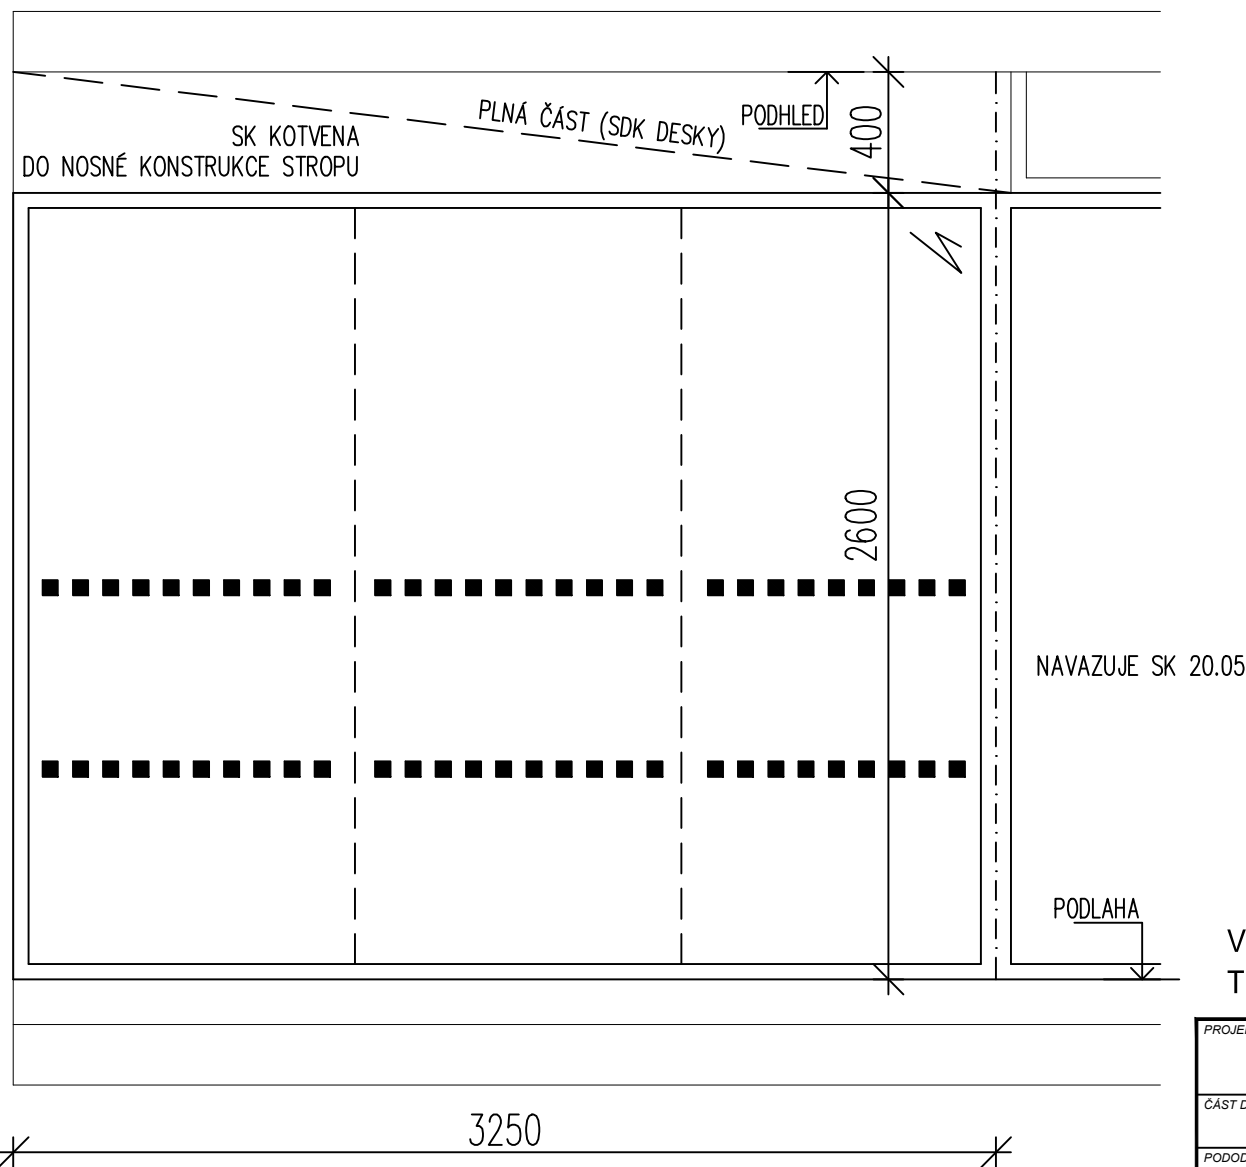 PLNÁ ČÁST (SDK DESKY)
PODHLED
400
SK KOTVENA
DO NOSNÉ KONSTRUKCE STROPU
2600
NAVAZUJE SK 20.05
PODLAHA
V
T
3250